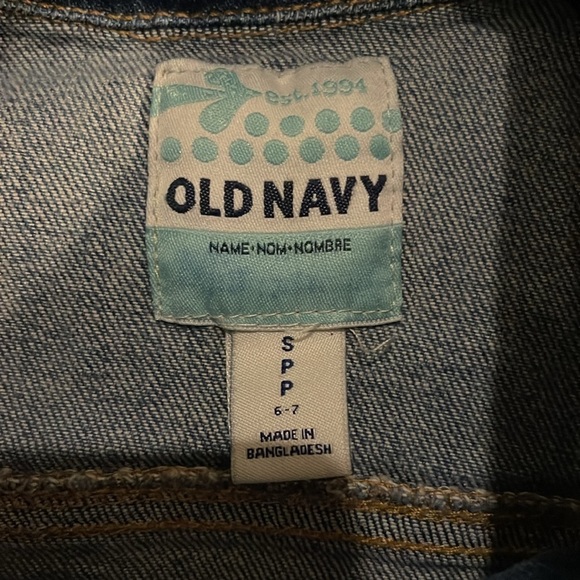 est. 1994
OLD NAVY
NAME•NOM•NOMBRE
S
P
P
6-7
MADE IN
BANGLADESH